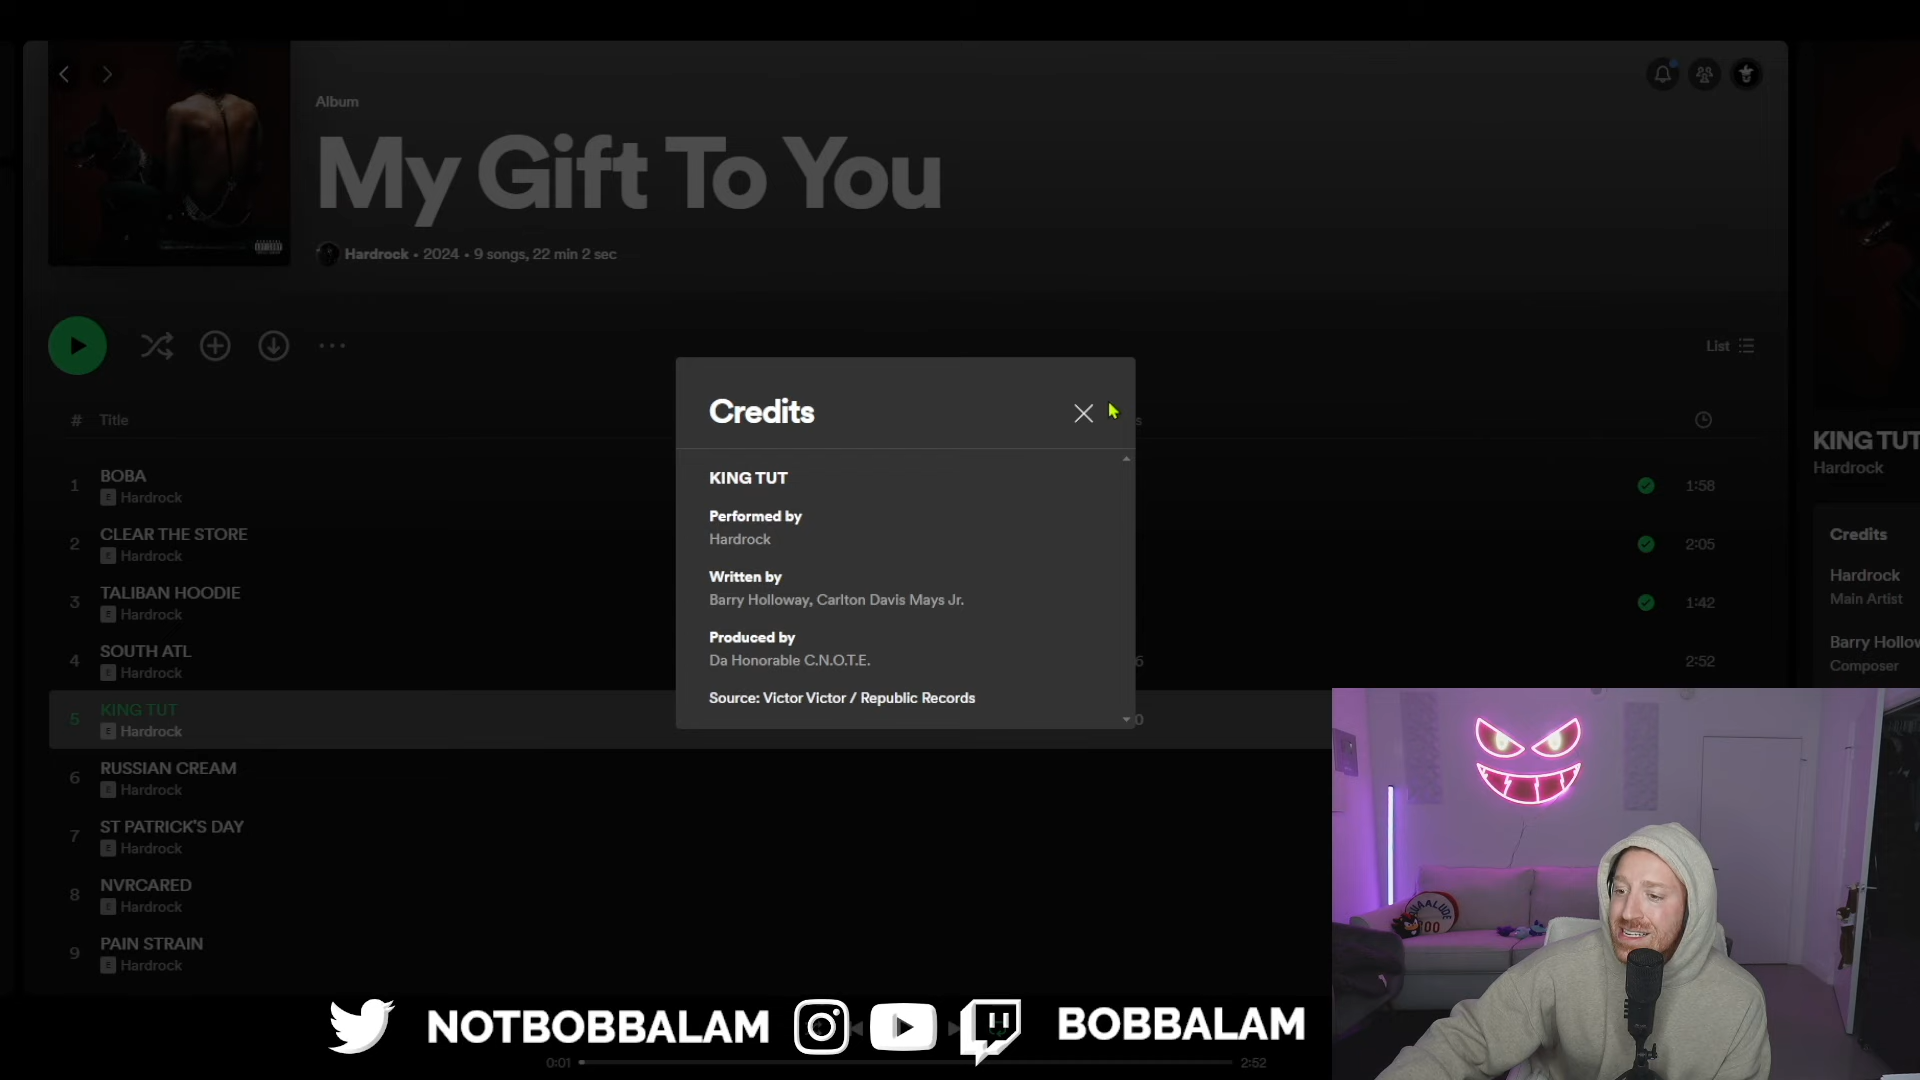 Album
My Gift To You
Hardrock • 2024 • 9 songs, 22 min 2 sec
List
# Title
1 BOBA
E Hardrock
1:58
2 CLEAR THE STORE
E Hardrock
2:05
3 TALIBAN HOODIE
E Hardrock
1:42
4 SOUTH ATL
E Hardrock
2:52
5 KING TUT
E Hardrock
6 RUSSIAN CREAM
E Hardrock
7 ST PATRICK'S DAY
E Hardrock
8 NVRCARED
E Hardrock
9 PAIN STRAIN
E Hardrock
Credits
KING TUT
Performed by
Hardrock
Written by
Barry Holloway, Carlton Davis Mays Jr.
Produced by
Da Honorable C.N.O.T.E.
Source: Victor Victor / Republic Records
KING TUT
Hardrock
Credits
Hardrock
Main Artist
Barry Hollow
Composer
NOTBOBBALAM
BOBBALAM
0:01
2:52